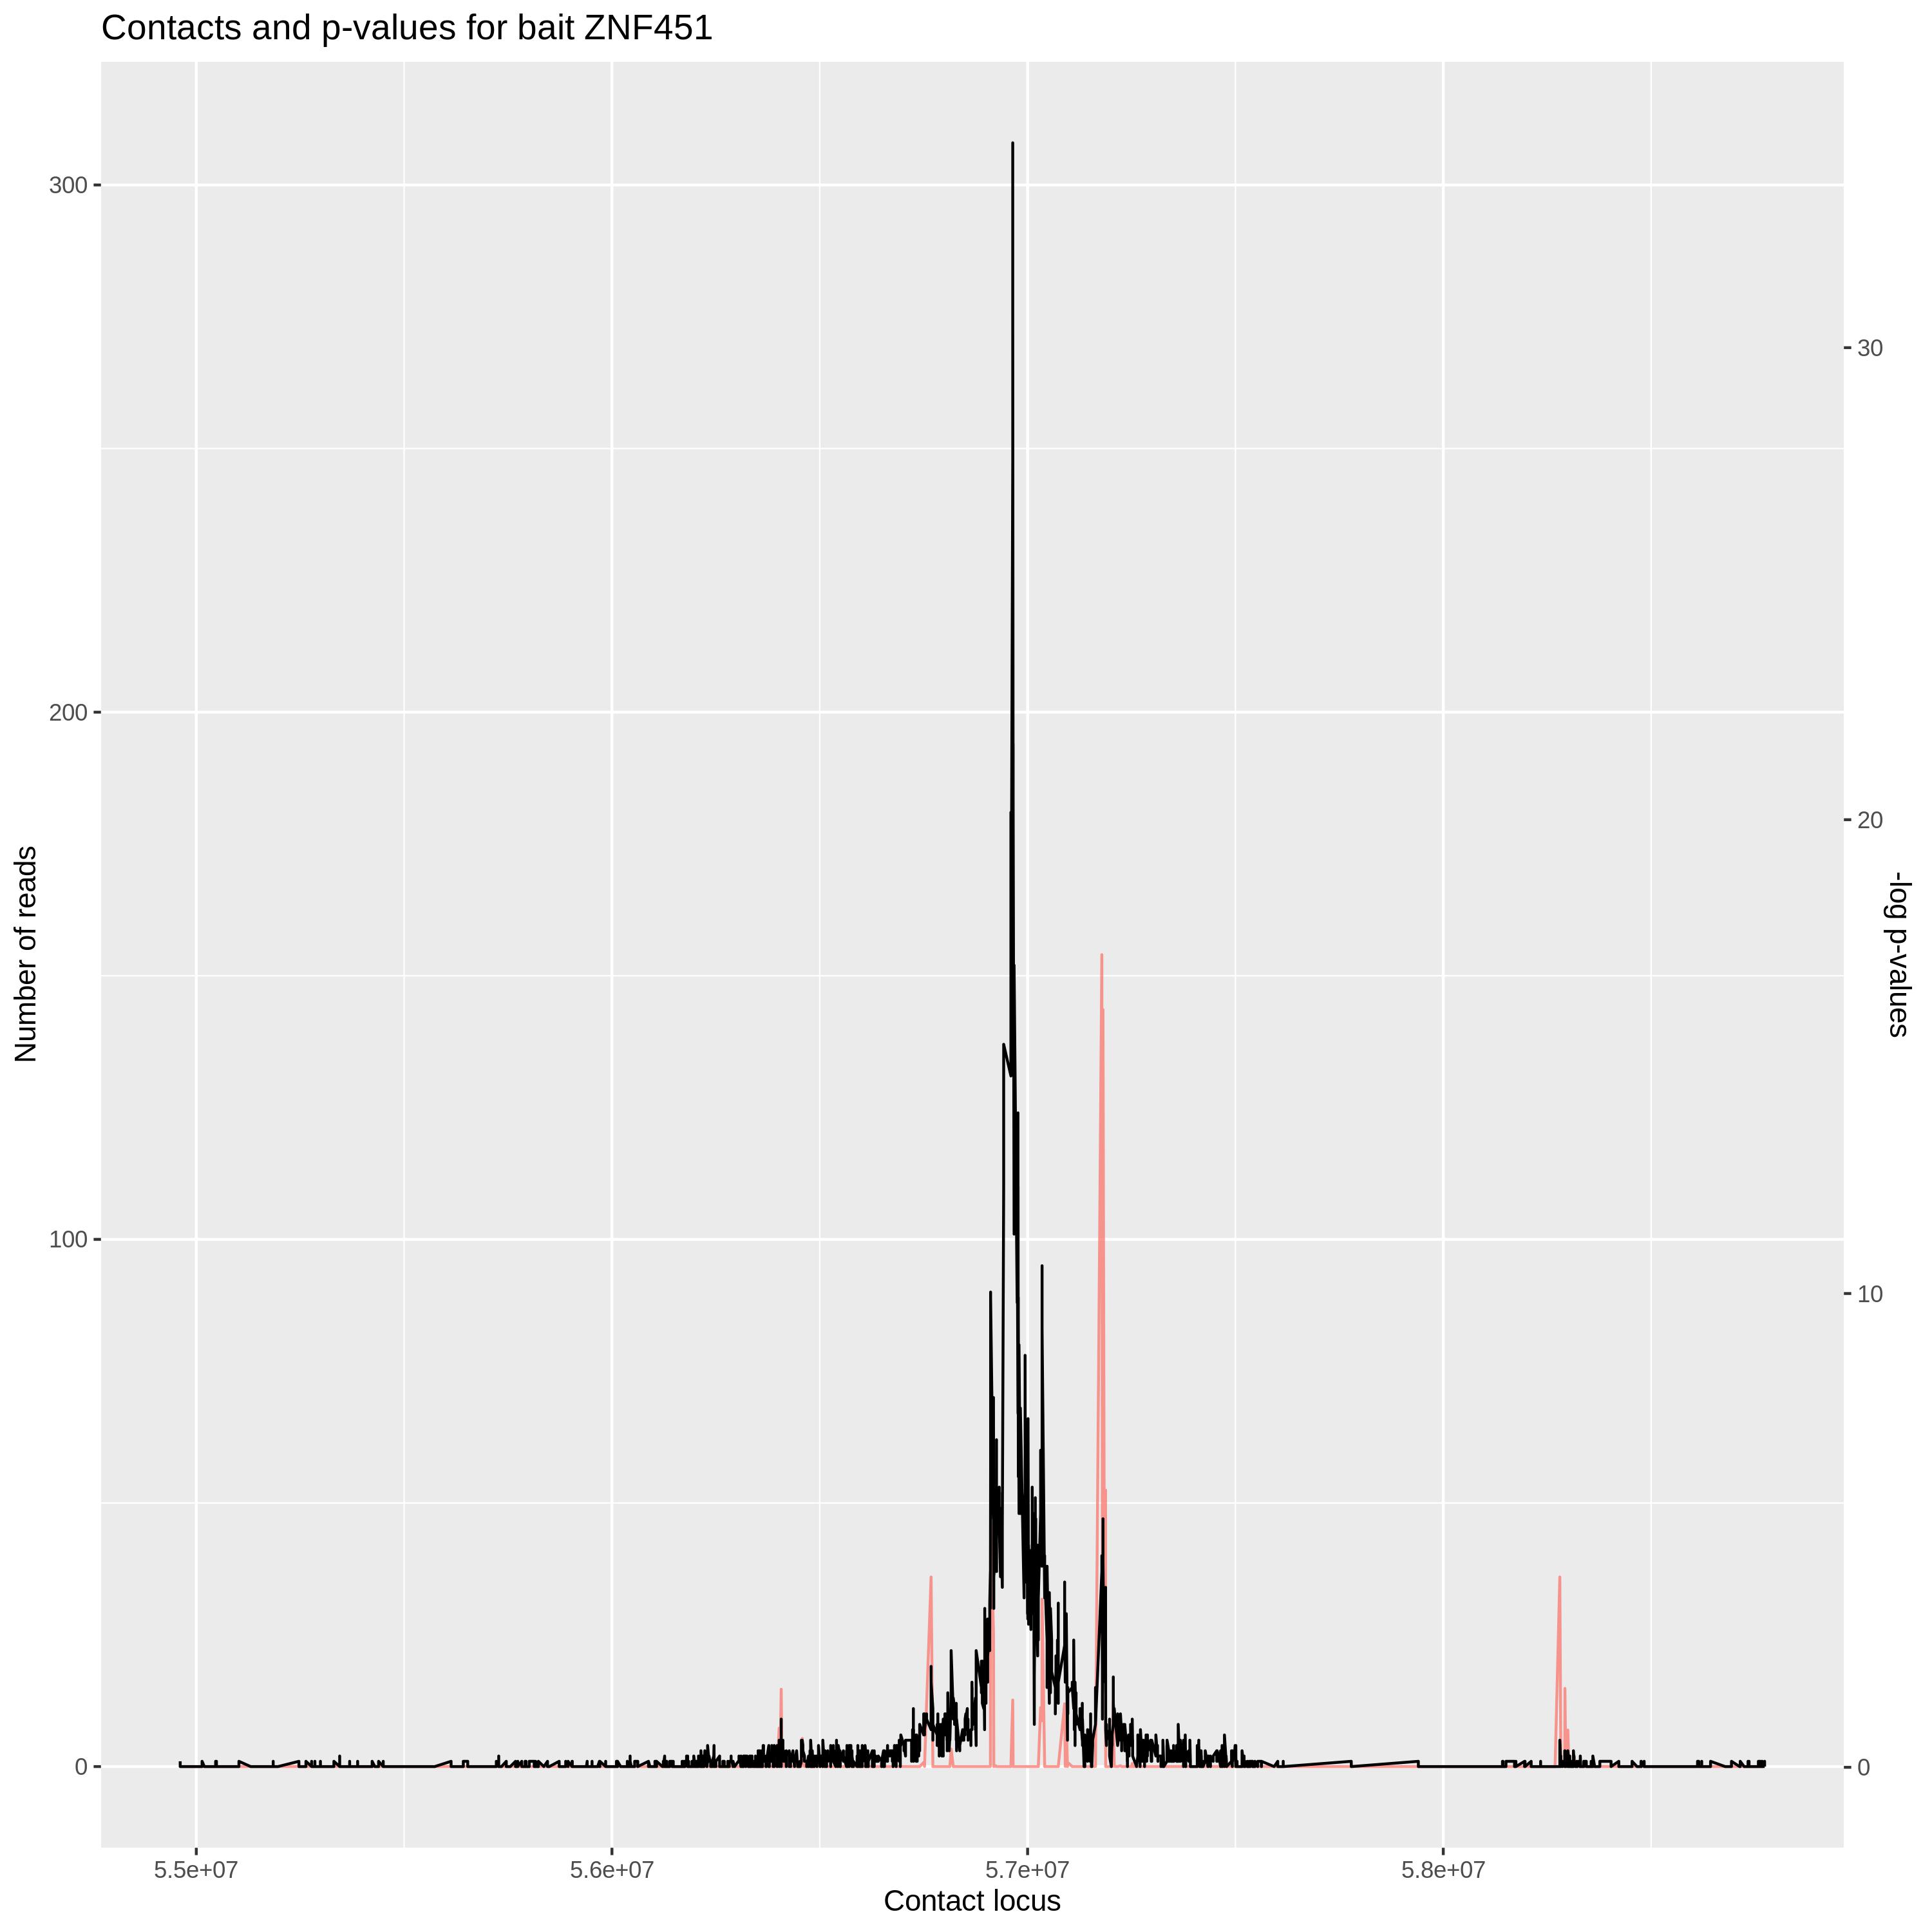 Contacts and p-values for bait ZNF451
300
200
100
0
Number of reads
30
20
10
0
-log p-values
5.5e+07
5.6e+07
5.7e+07
5.8e+07
Contact locus